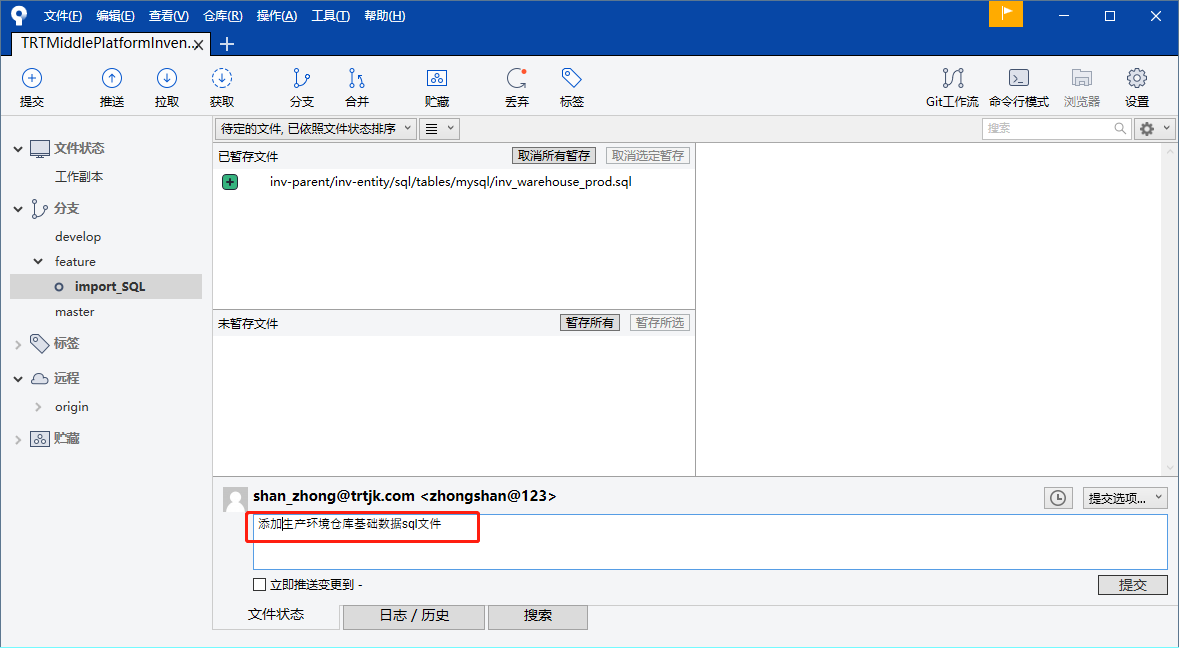 文件(F) 编辑(E) 查看(V) 仓库(R) 操作(A) 工具(T) 帮助(H)
TRTMiddlePlatformInven..
提交 推送 拉取 获取 分支 合并 贮藏 丢弃 标签 Git工作流 命令行模式 浏览器 设置
待定的文件, 已依照文件状态排序
搜索
文件状态
工作副本
分支
develop
feature
import_SQL
master
标签
远程
origin
贮藏
已暂存文件 取消所有暂存 取消选定暂存
inv-parent/inv-entity/sql/tables/mysql/inv_warehouse_prod.sql
未暂存文件 暂存所有 暂存所选
shan_zhong@trtjk.com <zhongshan@123>
提交选项...
添加生产环境仓库基础数据sql文件
立即推送变更到 -
提交
文件状态 日志 / 历史 搜索